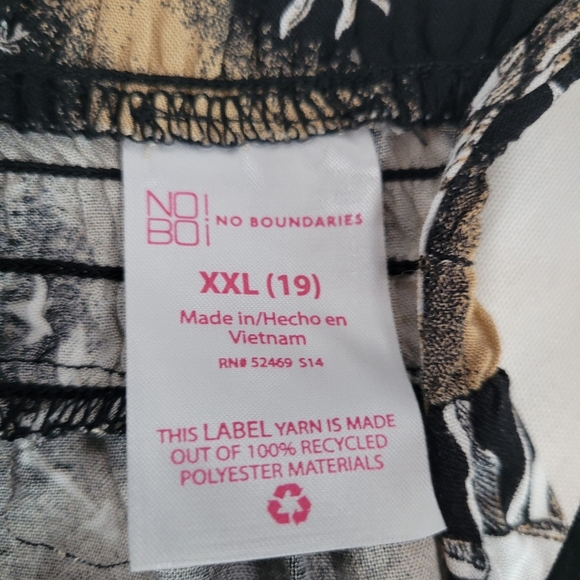 NO!
BOi
NO BOUNDARIES
XXL (19)
Made in/Hecho en
Vietnam
RN# 52469 S14
THIS LABEL YARN IS MADE
OUT OF 100% RECYCLED
POLYESTER MATERIALS